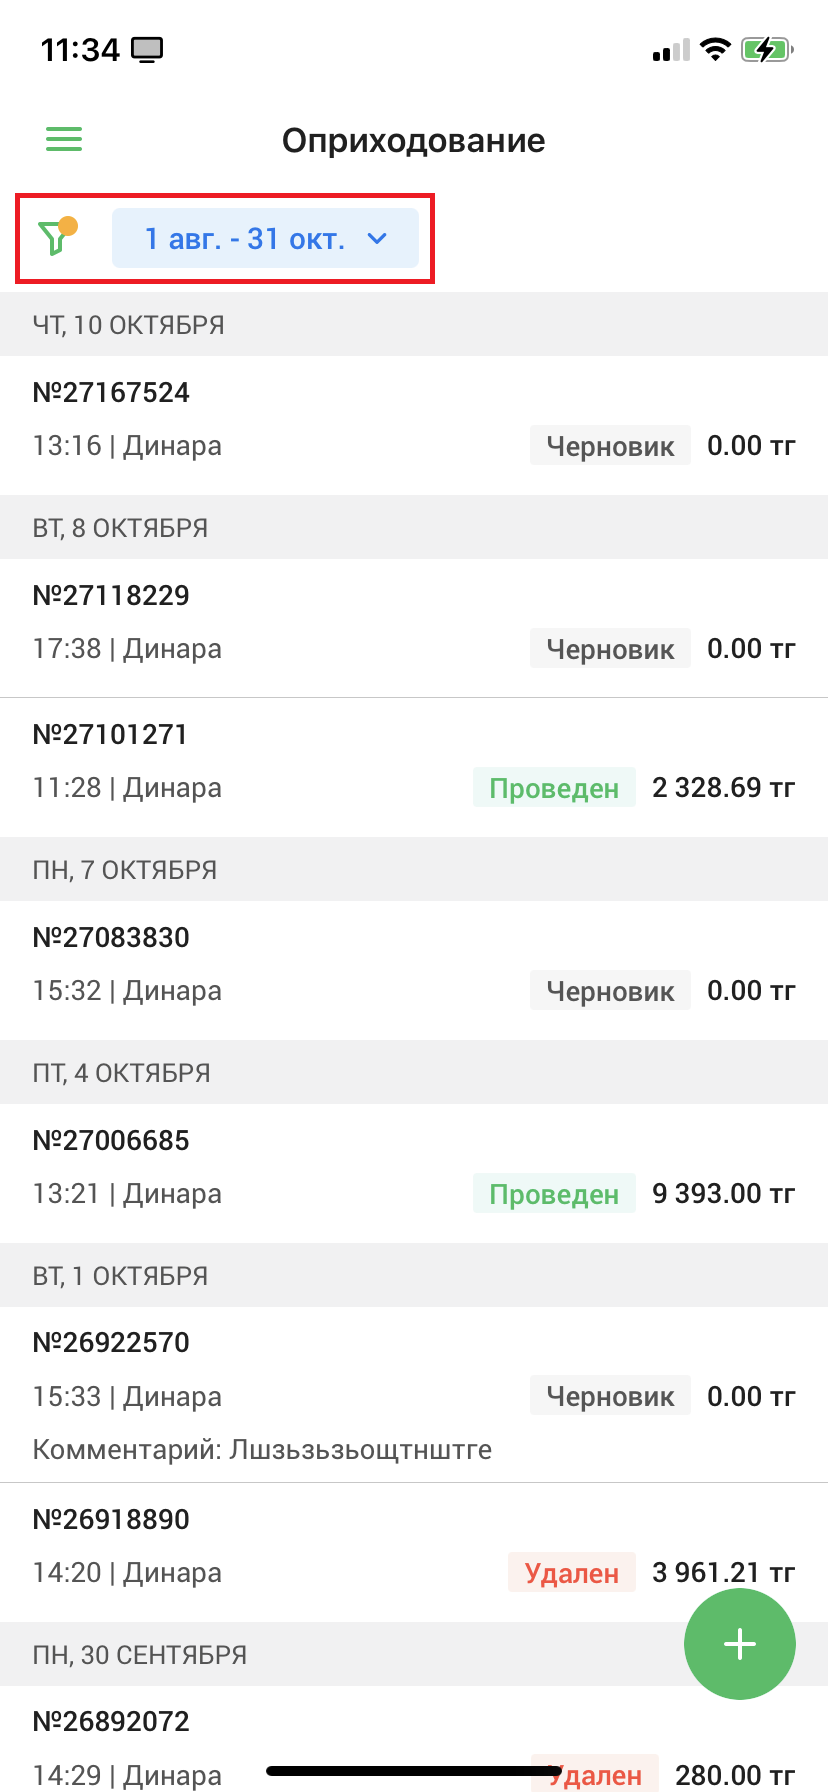 11:34
Оприходование
1 авг. - 31 окт.
ЧТ, 10 ОКТЯБРЯ
№27167524
13:16 | Динара Черновик 0.00 тг
ВТ, 8 ОКТЯБРЯ
№27118229
17:38 | Динара Черновик 0.00 тг
№27101271
11:28 | Динара Проведен 2 328.69 тг
ПН, 7 ОКТЯБРЯ
№27083830
15:32 | Динара Черновик 0.00 тг
ПТ, 4 ОКТЯБРЯ
№27006685
13:21 | Динара Проведен 9 393.00 тг
ВТ, 1 ОКТЯБРЯ
№26922570
15:33 | Динара Черновик 0.00 тг
Комментарий: Лшзьзьзьощтнштге
№26918890
14:20 | Динара Удален 3 961.21 тг
ПН, 30 СЕНТЯБРЯ
№26892072
14:29 | Динара Удален 280.00 тг